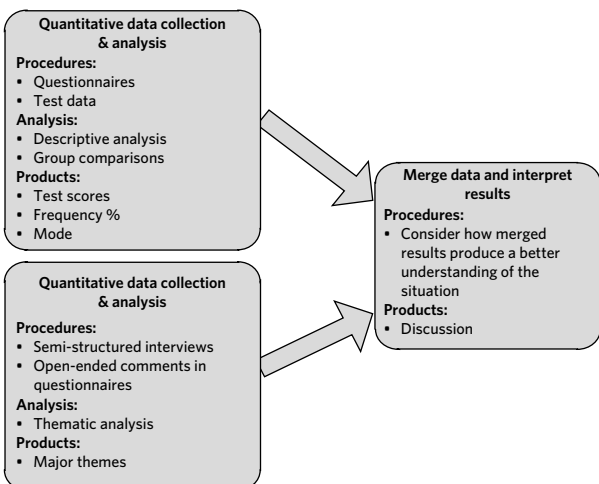 Quantitative data collection
& analysis
Procedures:
• Questionnaires
• Test data
Analysis:
• Descriptive analysis
• Group comparisons
Products:
• Test scores
• Frequency %
• Mode
Quantitative data collection
& analysis
Procedures:
• Semi-structured interviews
• Open-ended comments in
questionnaires
Analysis:
• Thematic analysis
Products:
• Major themes
Merge data and interpret
results
Procedures:
• Consider how merged
results produce a better
understanding of the
situation
Products:
• Discussion